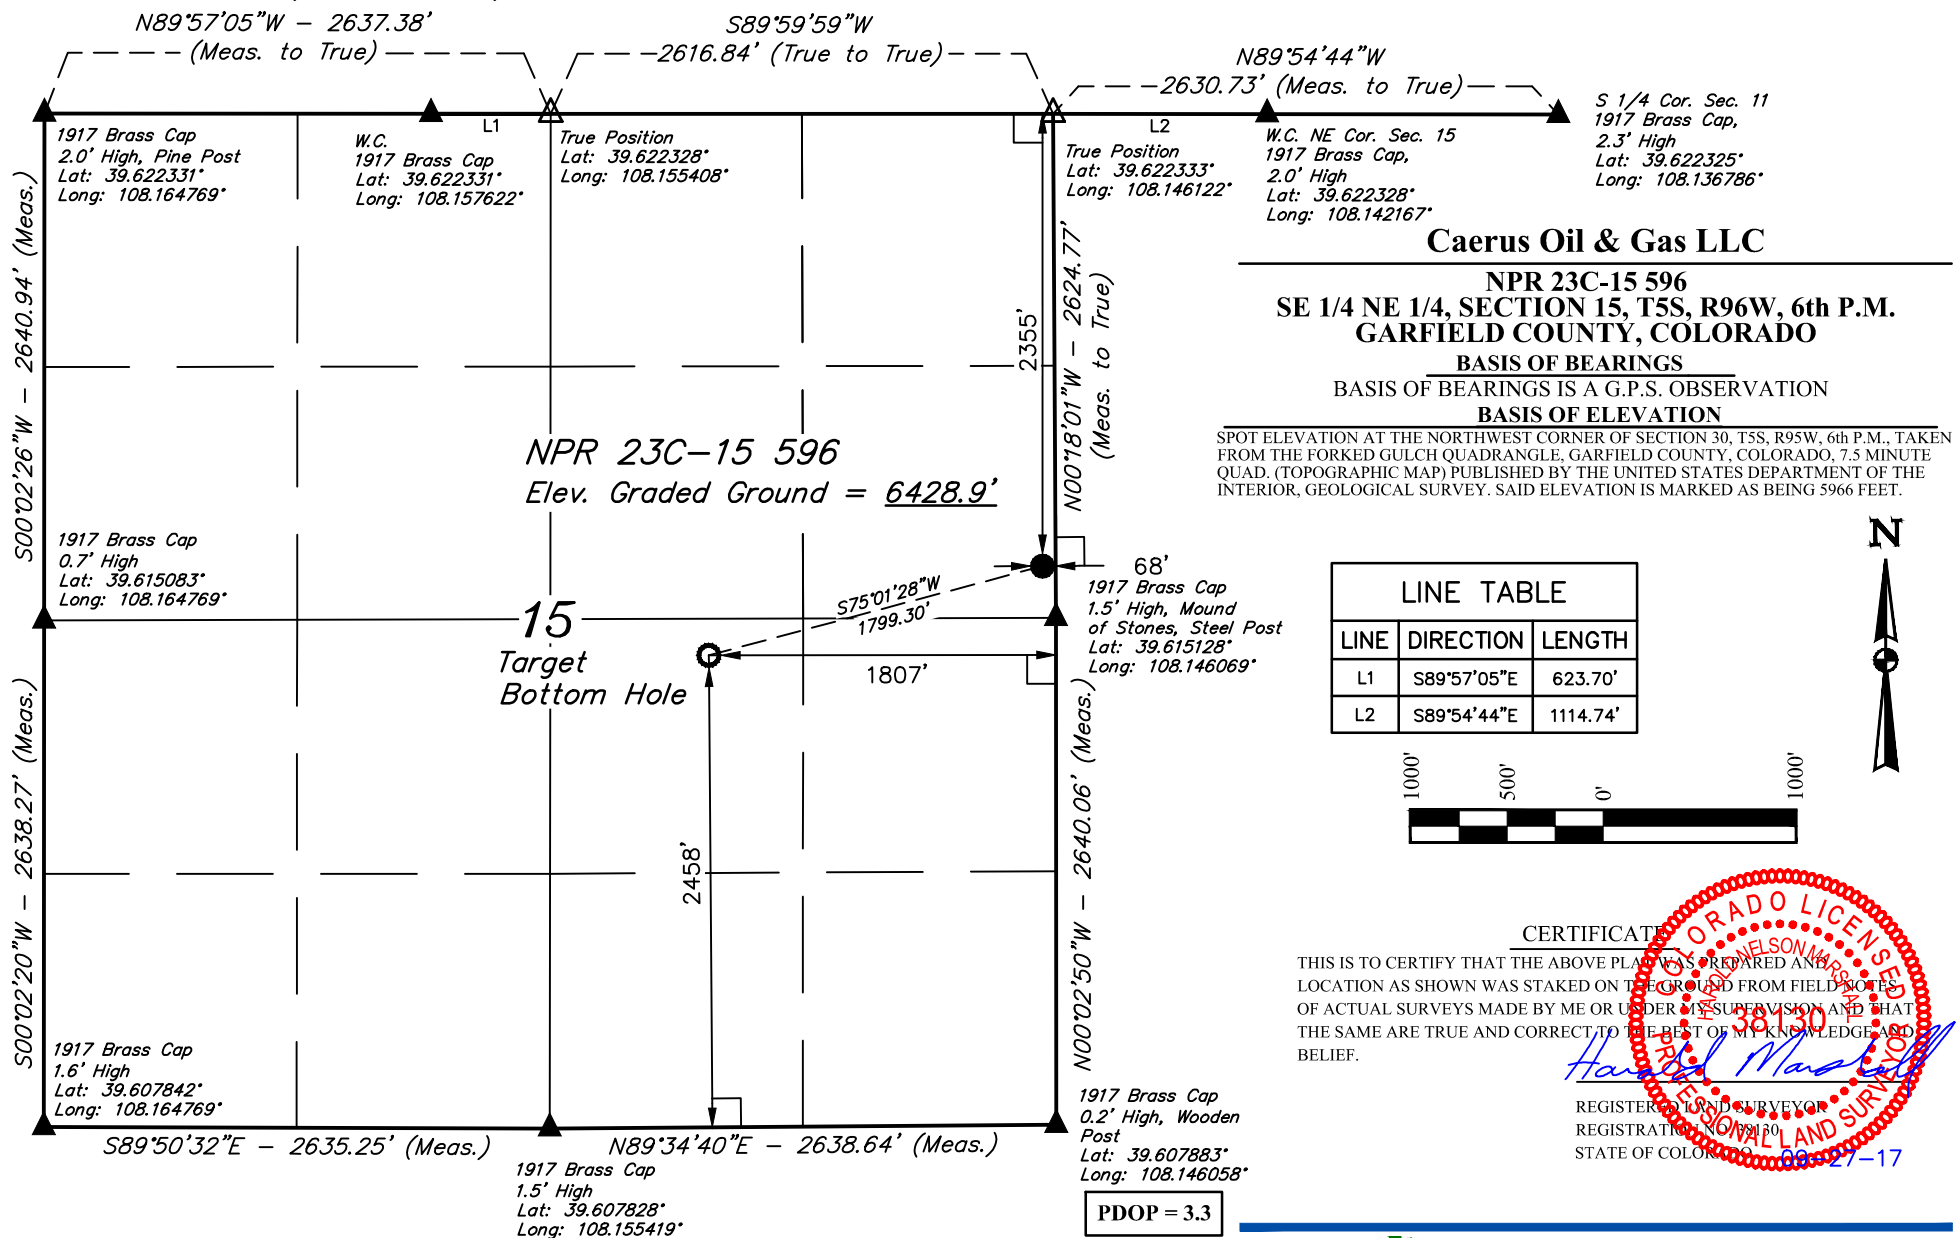 N89°57'05"W - 2637.38'
(Meas. to True)
S89°59'59"W
2616.84' (True to True)
N89°54'44"W
2630.73' (Meas. to True)
S 1/4 Cor. Sec. 11
1917 Brass Cap,
2.3' High
Lat: 39.622325°
Long: 108.136786°
1917 Brass Cap
2.0' High, Pine Post
Lat: 39.622331°
Long: 108.164769°
L1
W.C.
1917 Brass Cap
Lat: 39.622331°
Long: 108.157622°
True Position
Lat: 39.622328°
Long: 108.155408°
L2
True Position
Lat: 39.622333°
Long: 108.146122°
W.C. NE Cor. Sec. 15
1917 Brass Cap,
2.0' High
Lat: 39.622328°
Long: 108.142167°
S00°02'26"W - 2640.94' (Meas.)
2355'
N00°18'01"W - 2624.77'
(Meas. to True)
Caerus Oil & Gas LLC
NPR 23C-15 596
SE 1/4 NE 1/4, SECTION 15, T5S, R96W, 6th P.M.
GARFIELD COUNTY, COLORADO
BASIS OF BEARINGS
BASIS OF BEARINGS IS A G.P.S. OBSERVATION
BASIS OF ELEVATION
SPOT ELEVATION AT THE NORTHWEST CORNER OF SECTION 30, T5S, R95W, 6th P.M., TAKEN
FROM THE FORKED GULCH QUADRANGLE, GARFIELD COUNTY, COLORADO, 7.5 MINUTE
QUAD. (TOPOGRAPHIC MAP) PUBLISHED BY THE UNITED STATES DEPARTMENT OF THE
INTERIOR, GEOLOGICAL SURVEY. SAID ELEVATION IS MARKED AS BEING 5966 FEET.
NPR 23C-15 596
Elev. Graded Ground = 6428.9'
1917 Brass Cap
0.7' High
Lat: 39.615083°
Long: 108.164769°
68'
1917 Brass Cap
1.5' High, Mound
of Stones, Steel Post
Lat: 39.615128°
Long: 108.146069°
S75°01'28"W
1799.30'
15
Target
Bottom Hole
1807'
2458'
N
LINE TABLE
LINE DIRECTION LENGTH
L1 S89°57'05"E 623.70'
L2 S89°54'44"E 1114.74'
1000' 500' 0' 1000'
S00°02'20"W - 2638.27' (Meas.)
N00°02'50"W - 2640.06' (Meas.)
1917 Brass Cap
1.6' High
Lat: 39.607842°
Long: 108.164769°
S89°50'32"E - 2635.25' (Meas.)
N89°34'40"E - 2638.64' (Meas.)
1917 Brass Cap
1.5' High
Lat: 39.607828°
Long: 108.155419°
1917 Brass Cap
0.2' High, Wooden
Post
Lat: 39.607883°
Long: 108.146058°
PDOP = 3.3
CERTIFICATE
THIS IS TO CERTIFY THAT THE ABOVE PLAT WAS PREPARED AND
LOCATION AS SHOWN WAS STAKED ON THE GROUND FROM FIELD NOTES
OF ACTUAL SURVEYS MADE BY ME OR UNDER MY SUPERVISION AND THAT
THE SAME ARE TRUE AND CORRECT TO THE BEST OF MY KNOWLEDGE AND
BELIEF.
COLORADO LICENSED
HAROLD NELSON MARSHALL
38130
PROFESSIONAL LAND SURVEYOR
Harold Marshall
REGISTERED LAND SURVEYOR
REGISTRATION NO. 38130
STATE OF COLORADO
09-27-17